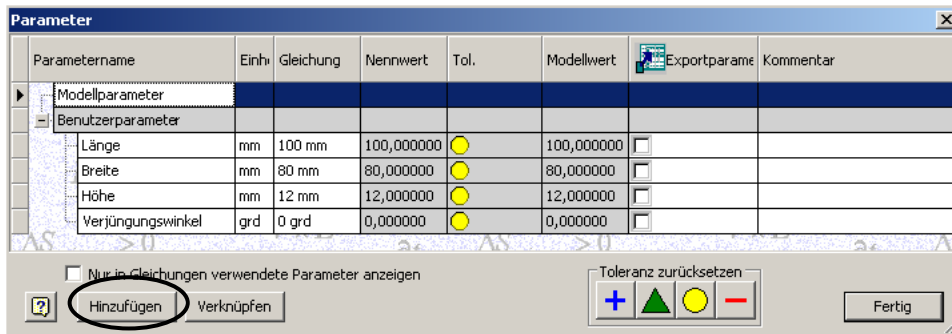 Parameter
Parametername Einh Gleichung Nennwert Tol. Modellwert Exportparame Kommentar
Modellparameter
Benutzerparameter
Länge mm 100 mm 100,000000 100,000000
Breite mm 80 mm 80,000000 80,000000
Höhe mm 12 mm 12,000000 12,000000
Verjüngungswinkel grd 0 grd 0,000000 0,000000
Nur in Gleichungen verwendete Parameter anzeigen
Toleranz zurücksetzen
Hinzufügen Verknüpfen Fertig